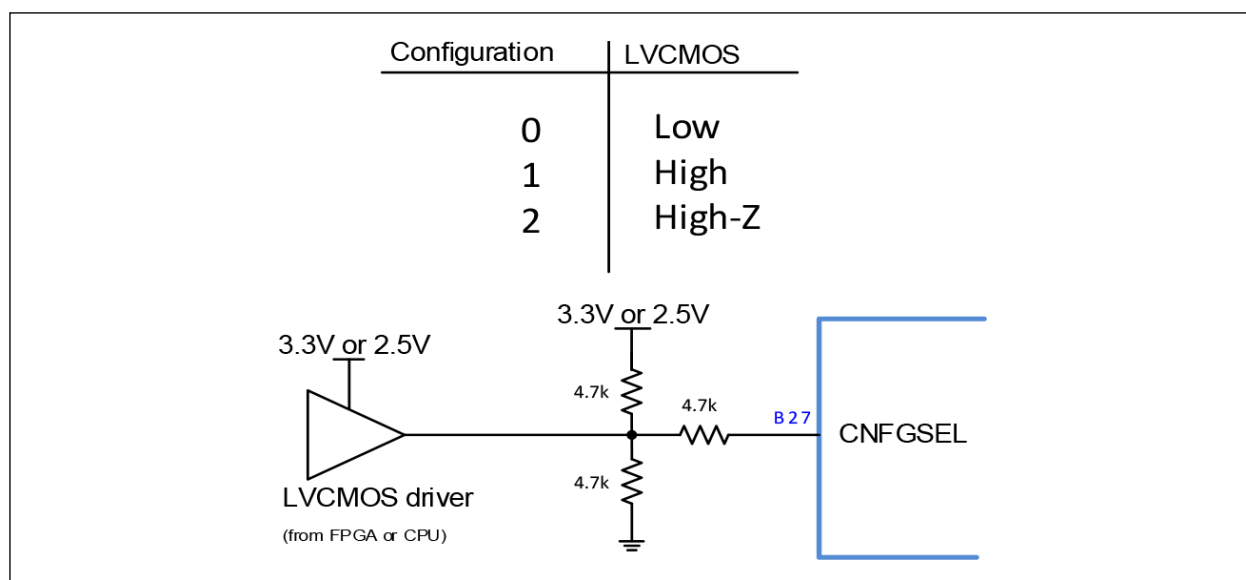 Configuration LVCMOS
0 Low
1 High
2 High-Z
3.3V or 2.5V
3.3V or 2.5V
4.7k
4.7k
B27
CNFGSEL
4.7k
LVCMOS driver
(from FPGA or CPU)